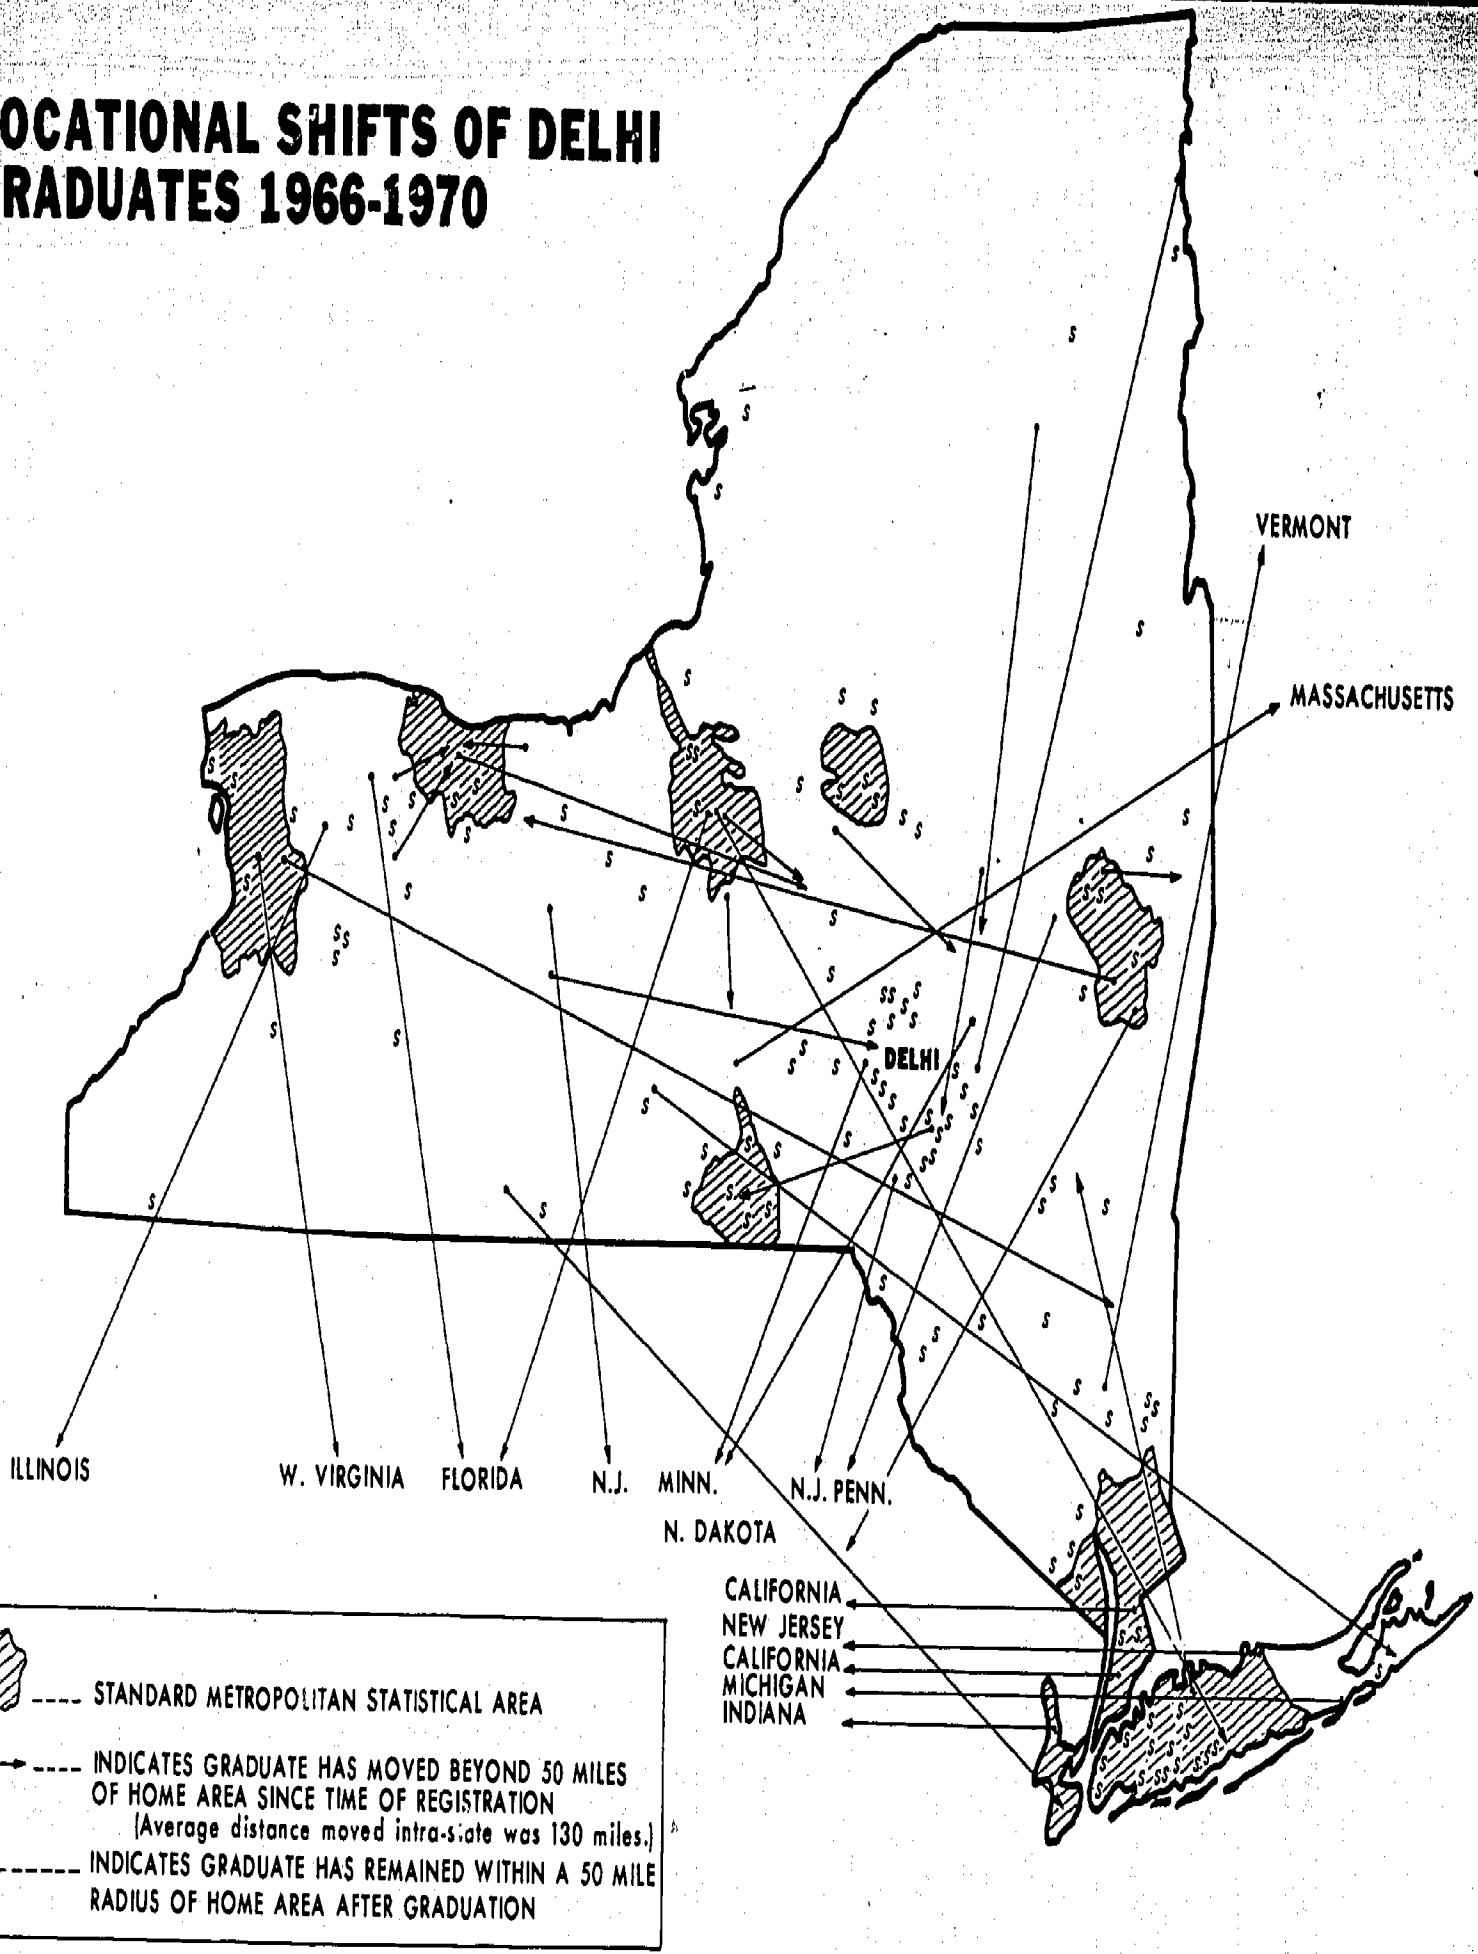 OCATIONAL SHIFTS OF DELHI
RADUATES 1966-1970
VERMONT
MASSACHUSETTS
DELHI
ILLINOIS
W. VIRGINIA
FLORIDA
N.J.
MINN.
N.J. PENN.
N. DAKOTA
CALIFORNIA
NEW JERSEY
CALIFORNIA
MICHIGAN
INDIANA
---- STANDARD METROPOLITAN STATISTICAL AREA
---- INDICATES GRADUATE HAS MOVED BEYOND 50 MILES
OF HOME AREA SINCE TIME OF REGISTRATION
(Average distance moved intra-state was 130 miles.)
------ INDICATES GRADUATE HAS REMAINED WITHIN A 50 MILE
RADIUS OF HOME AREA AFTER GRADUATION